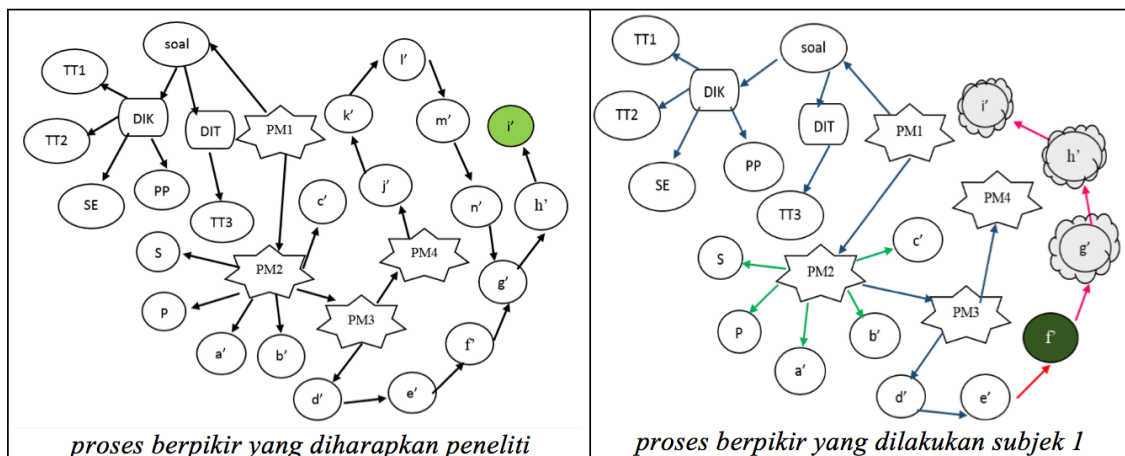 soal
TT1
DIK
DIT
PM1
TT2
SE
PP
TT3
c'
S
PM2
P
a'
b'
PM3
PM4
d'
e'
f'
g'
h'
i'
j'
k'
l'
m'
n'
proses berpikir yang diharapkan peneliti
TT1
soal
DIK
TT2
DIT
PM1
SE
PP
TT3
i'
h'
PM4
g'
c'
S
PM2
P
a'
b'
PM3
f'
d'
e'
proses berpikir yang dilakukan subjek 1